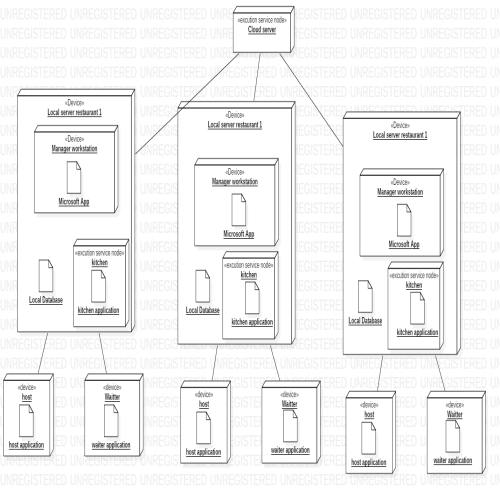 «excution service node»
Cloud server
«Device»
Local server restaurant 1
«Device»
Manager workstation
Microsoft App
«excution service node»
kitchen
kitchen application
Local Database
«device»
host
host application
«device»
Waitter
waiter application
«Device»
Local server restaurant 1
«Device»
Manager workstation
Microsoft App
«excution service node»
kitchen
kitchen application
Local Database
«device»
host
host application
«device»
Waitter
waiter application
«Device»
Local server restaurant 1
«Device»
Manager workstation
Microsoft App
«excution service node»
kitchen
kitchen application
Local Database
«device»
host
host application
«device»
Waitter
waiter application
UNREGISTERED UNREGISTERED UNREGISTERED UNREGISTERED